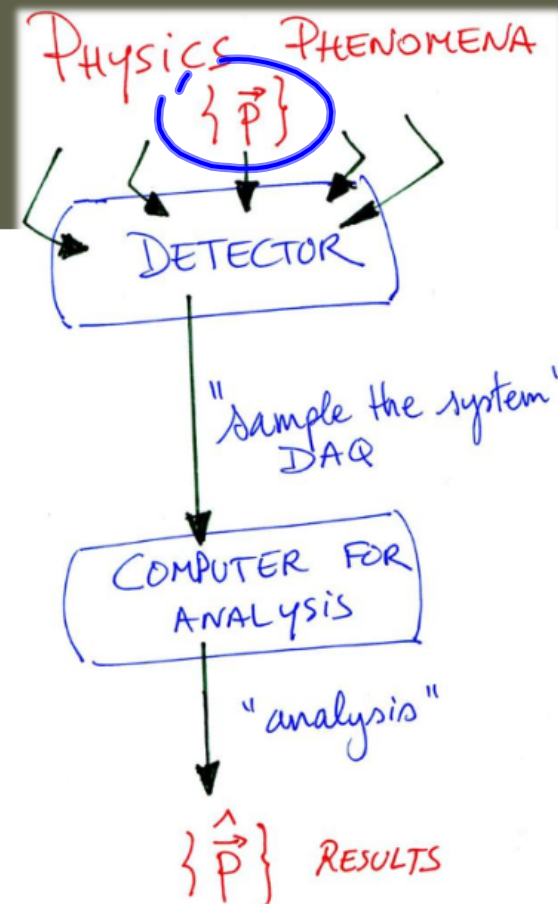 PHYSICS PHENOMENA
{ p⃗ }
DETECTOR
"sample the system"
DAQ
COMPUTER FOR
ANALYSIS
"analysis"
{ p̂⃗ } RESULTS